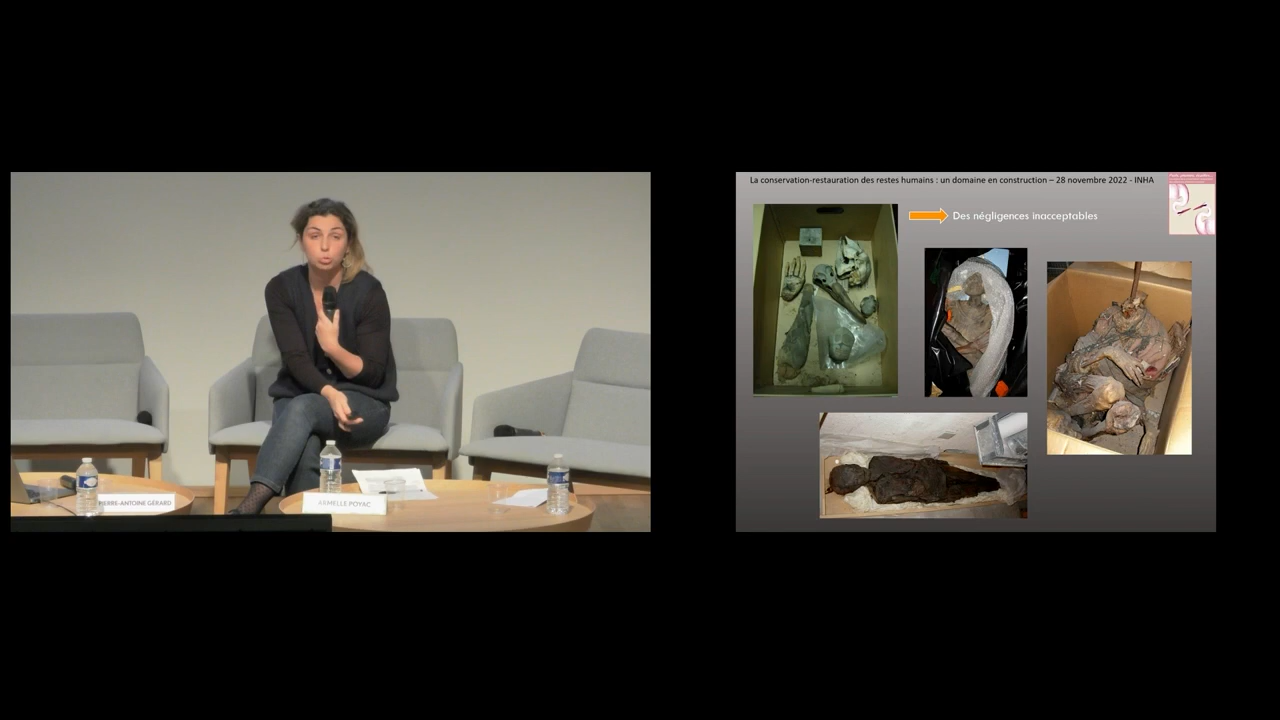 PIERRE-ANTOINE GÉRARD
ARMELLE POYAC
La conservation-restauration des restes humains : un domaine en construction – 28 novembre 2022 - INHA
Des négligences inacceptables